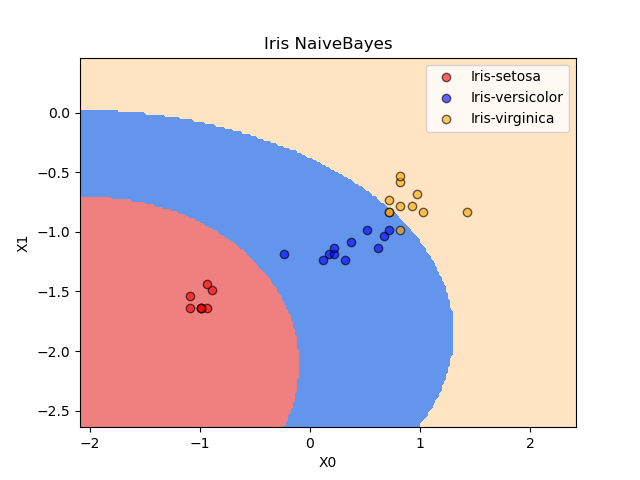 Iris NaiveBayes
Iris-setosa
Iris-versicolor
Iris-virginica
X1
0.0
−0.5
−1.0
−1.5
−2.0
−2.5
−2 −1 0 1 2
X0